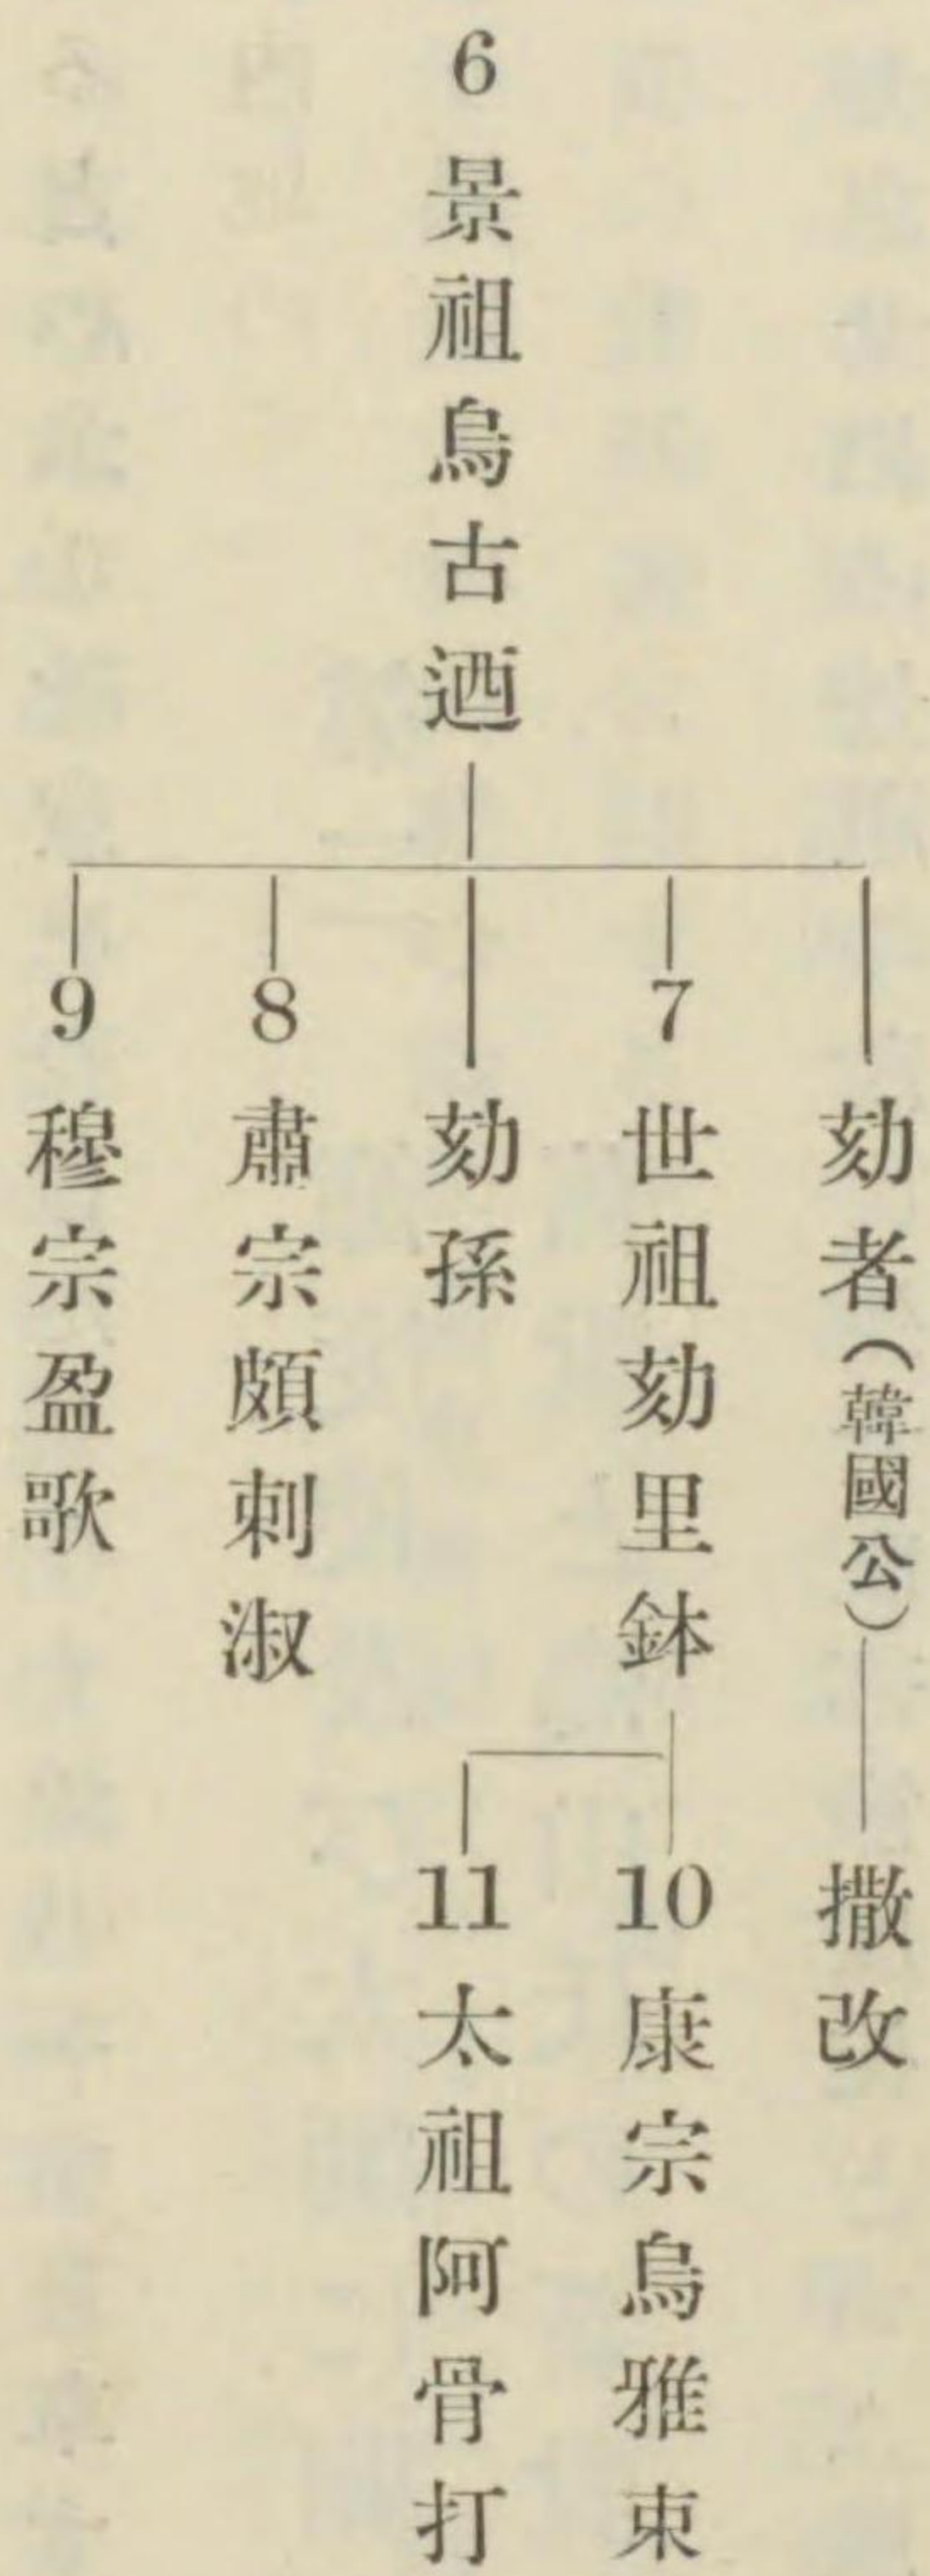 6 景祖烏古迺
劾者（韓國公）
撒改
7 世祖劾里鉢
10 康宗烏雅束
11 太祖阿骨打
劾孫
8 肅宗頗刺淑
9 穆宗盈歌